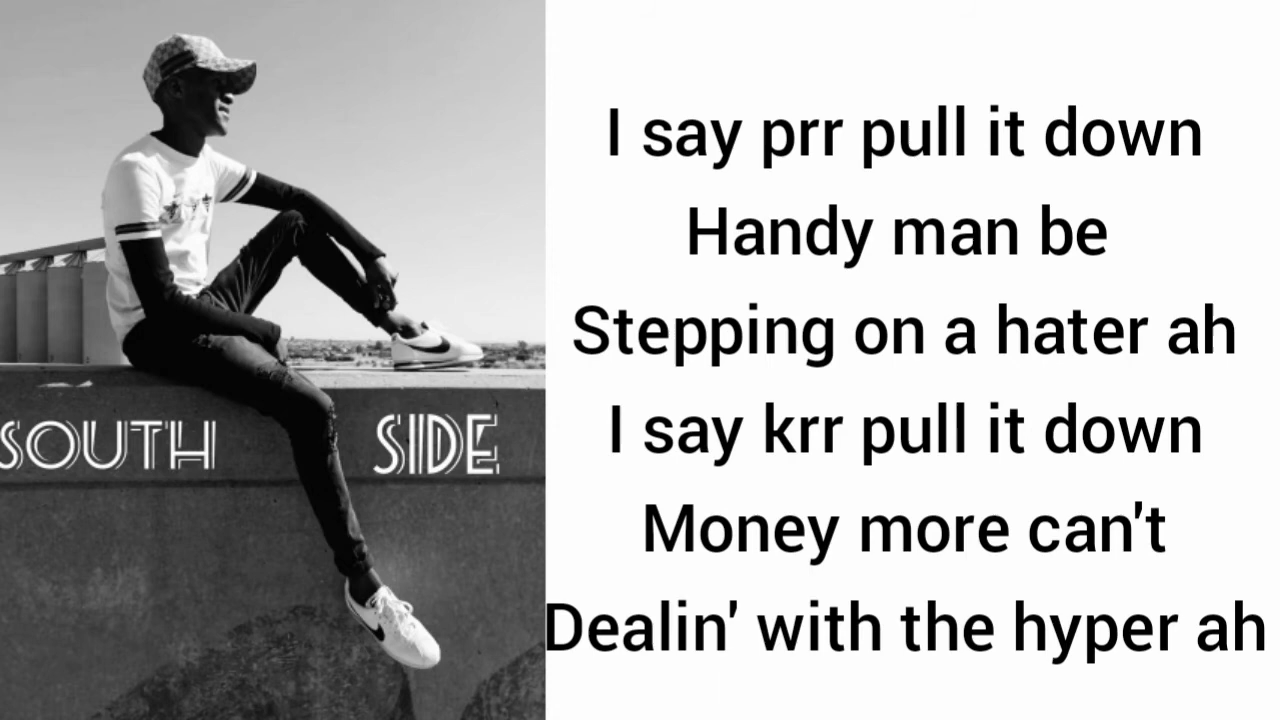 SOUTH SIDE
I say prr pull it down
Handy man be
Stepping on a hater ah
I say krr pull it down
Money more can't
Dealin' with the hyper ah